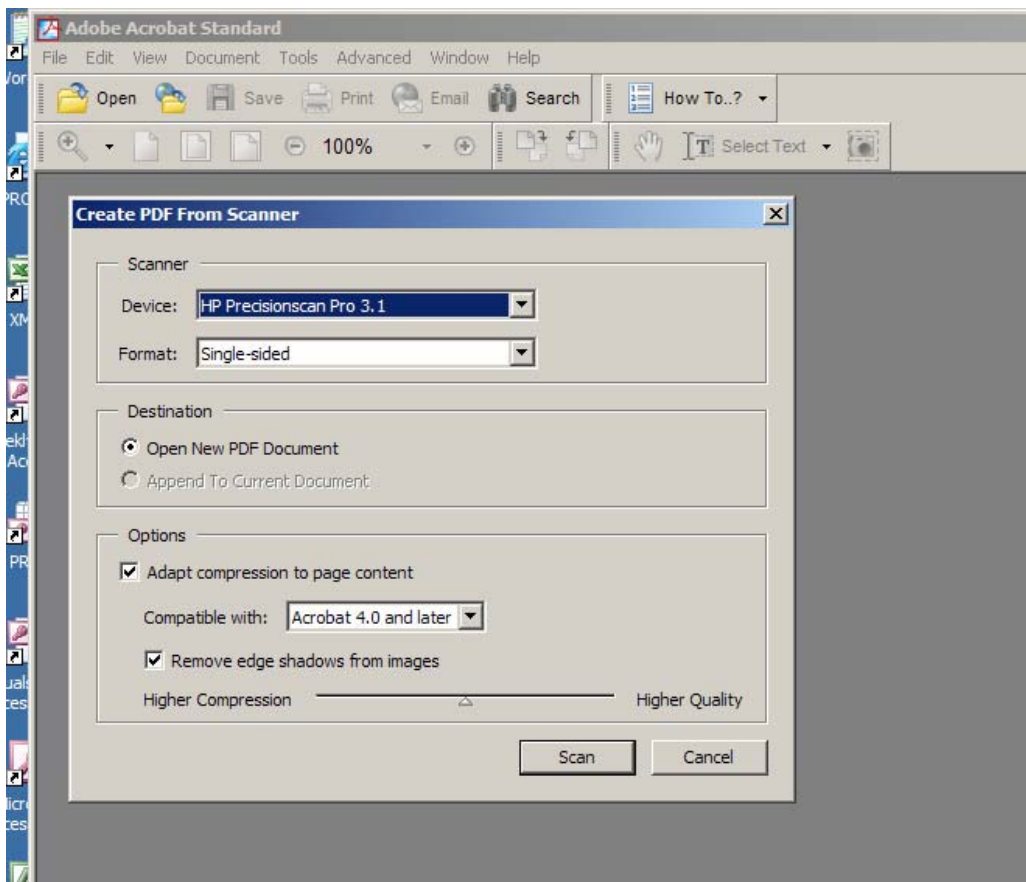 Adobe Acrobat Standard
File Edit View Document Tools Advanced Window Help
Open Save Print Email Search How To..?
100% Select Text
Create PDF From Scanner
Scanner
Device: HP Precisionscan Pro 3.1
Format: Single-sided
Destination
Open New PDF Document
Append To Current Document
Options
Adapt compression to page content
Compatible with: Acrobat 4.0 and later
Remove edge shadows from images
Higher Compression Higher Quality
Scan Cancel